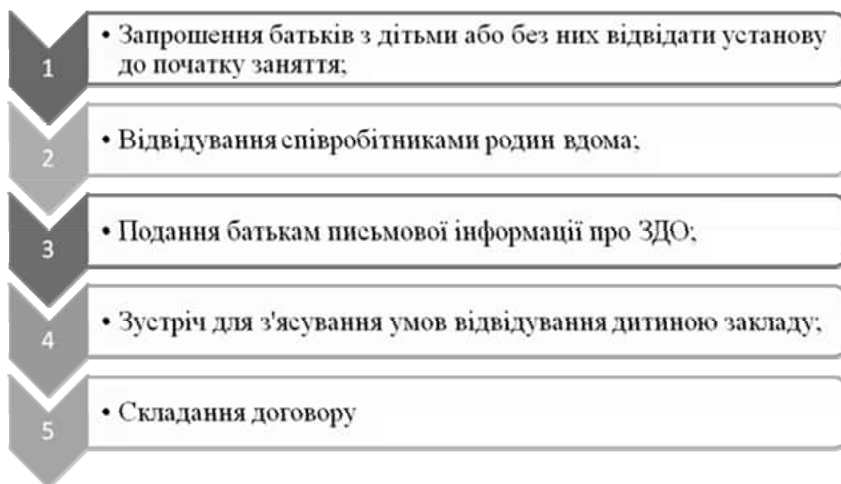 1
• Запрошення батьків з дітьми або без них відвідати установу
до початку заняття;
2
• Відвідування співробітниками родин вдома;
3
• Подання батькам письмової інформації про ЗДО;
4
• Зустріч для з'ясування умов відвідування дитиною закладу;
5
• Складання договору